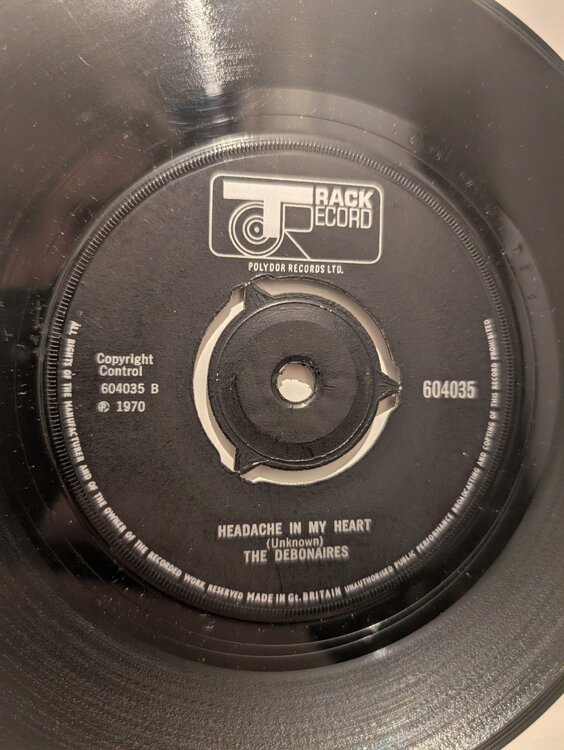 TRACK
RECORD
POLYDOR RECORDS LTD.
Copyright
Control
604035 B
℗ 1970
604035
HEADACHE IN MY HEART
(Unknown)
THE DEBONAIRES
ALL RIGHTS OF THE MANUFACTURER AND OF THE OWNER OF THE RECORDED WORK RESERVED MADE IN Gt. BRITAIN UNAUTHORISED PUBLIC PERFORMANCE BROADCASTING AND COPYING OF THIS RECORD PROHIBITED